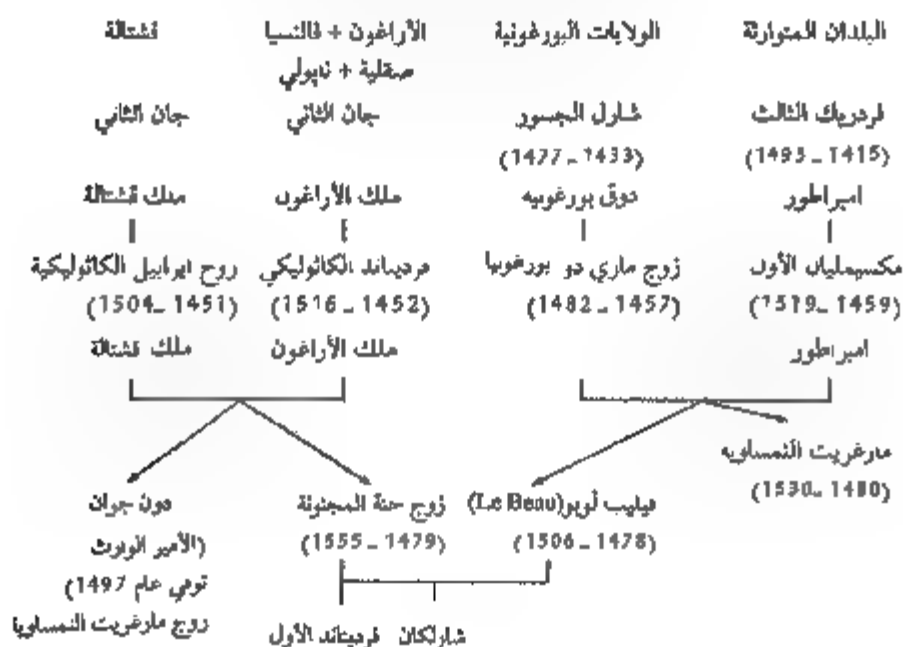 البلدان المتوارثة الولايات البورغونية الأراغون + فالنسيا قشتالة
صقلية + نابولي
فردريك الثالث شارل الجسور جان الثاني جان الثاني
(1415 ـ 1493) (1433 ـ 1477)
امبراطور دوق بورغونيه ملك الأراغون ملك قشتالة
مكسيمليان الأول زوج ماري دو بورغونيا فرديناند الكاثوليكي زوج ايزابيل الكاثوليكية
(1459 ـ 1519) (1457 ـ 1482) (1452 ـ 1516) (1451 ـ 1504)
امبراطور ملك الأراغون ملك قشتالة
مارغريت النمساويه
(1480 ـ 1530)
فيليب لوبو (Le Beau) زوج حنة المجنونة دون جوان
(1478 ـ 1506) (1479 ـ 1555) (الأمير الوارث
توفي عام 1497)
زوج مارغريت النمساويا
شارلكان فرديناند الأول